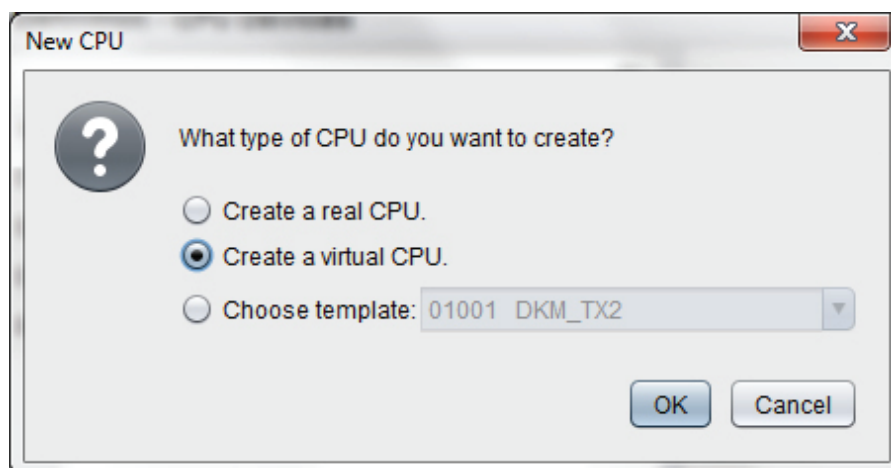 New CPU
What type of CPU do you want to create?
Create a real CPU.
Create a virtual CPU.
Choose template: 01001 DKM_TX2
OK Cancel